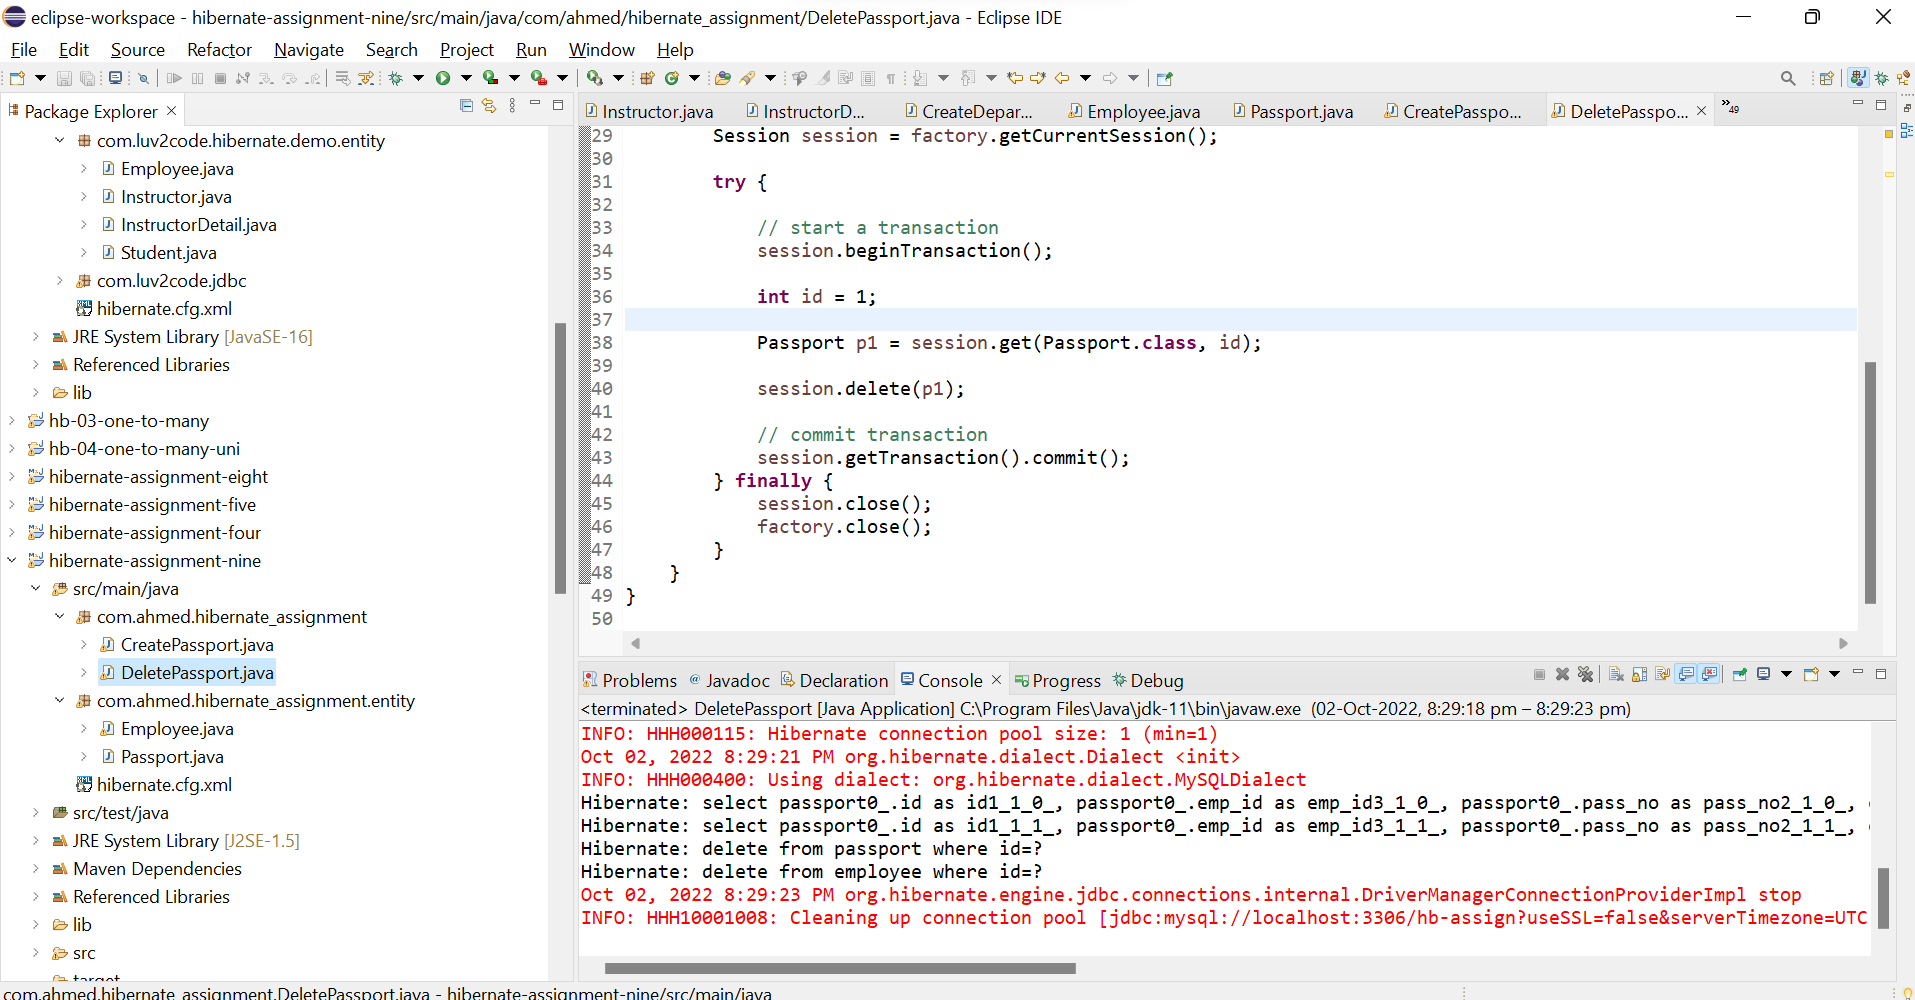 eclipse-workspace - hibernate-assignment-nine/src/main/java/com/ahmed/hibernate_assignment/DeletePassport.java - Eclipse IDE
File Edit Source Refactor Navigate Search Project Run Window Help
Package Explorer
com.luv2code.hibernate.demo.entity
Employee.java
Instructor.java
InstructorDetail.java
Student.java
com.luv2code.jdbc
hibernate.cfg.xml
JRE System Library [JavaSE-16]
Referenced Libraries
lib
hb-03-one-to-many
hb-04-one-to-many-uni
hibernate-assignment-eight
hibernate-assignment-five
hibernate-assignment-four
hibernate-assignment-nine
src/main/java
com.ahmed.hibernate_assignment
CreatePassport.java
DeletePassport.java
com.ahmed.hibernate_assignment.entity
Employee.java
Passport.java
hibernate.cfg.xml
src/test/java
JRE System Library [J2SE-1.5]
Maven Dependencies
Referenced Libraries
lib
src
target
Instructor.java InstructorD... CreateDepar... Employee.java Passport.java CreatePasspo... DeletePasspo... »49
29 Session session = factory.getCurrentSession();
30
31 try {
32
33 // start a transaction
34 session.beginTransaction();
35
36 int id = 1;
37
38 Passport p1 = session.get(Passport.class, id);
39
40 session.delete(p1);
41
42 // commit transaction
43 session.getTransaction().commit();
44 } finally {
45 session.close();
46 factory.close();
47 }
48 }
49 }
50
Problems @ Javadoc Declaration Console Progress Debug
<terminated> DeletePassport [Java Application] C:\Program Files\Java\jdk-11\bin\javaw.exe (02-Oct-2022, 8:29:18 pm – 8:29:23 pm)
INFO: HHH000115: Hibernate connection pool size: 1 (min=1)
Oct 02, 2022 8:29:21 PM org.hibernate.dialect.Dialect <init>
INFO: HHH000400: Using dialect: org.hibernate.dialect.MySQLDialect
Hibernate: select passport0_.id as id1_1_0_, passport0_.emp_id as emp_id3_1_0_, passport0_.pass_no as pass_no2_1_0_,
Hibernate: select passport0_.id as id1_1_1_, passport0_.emp_id as emp_id3_1_1_, passport0_.pass_no as pass_no2_1_1_,
Hibernate: delete from passport where id=?
Hibernate: delete from employee where id=?
Oct 02, 2022 8:29:23 PM org.hibernate.engine.jdbc.connections.internal.DriverManagerConnectionProviderImpl stop
INFO: HHH10001008: Cleaning up connection pool [jdbc:mysql://localhost:3306/hb-assign?useSSL=false&serverTimezone=UTC
com.ahmed.hibernate_assignment.DeletePassport.java - hibernate-assignment-nine/src/main/java